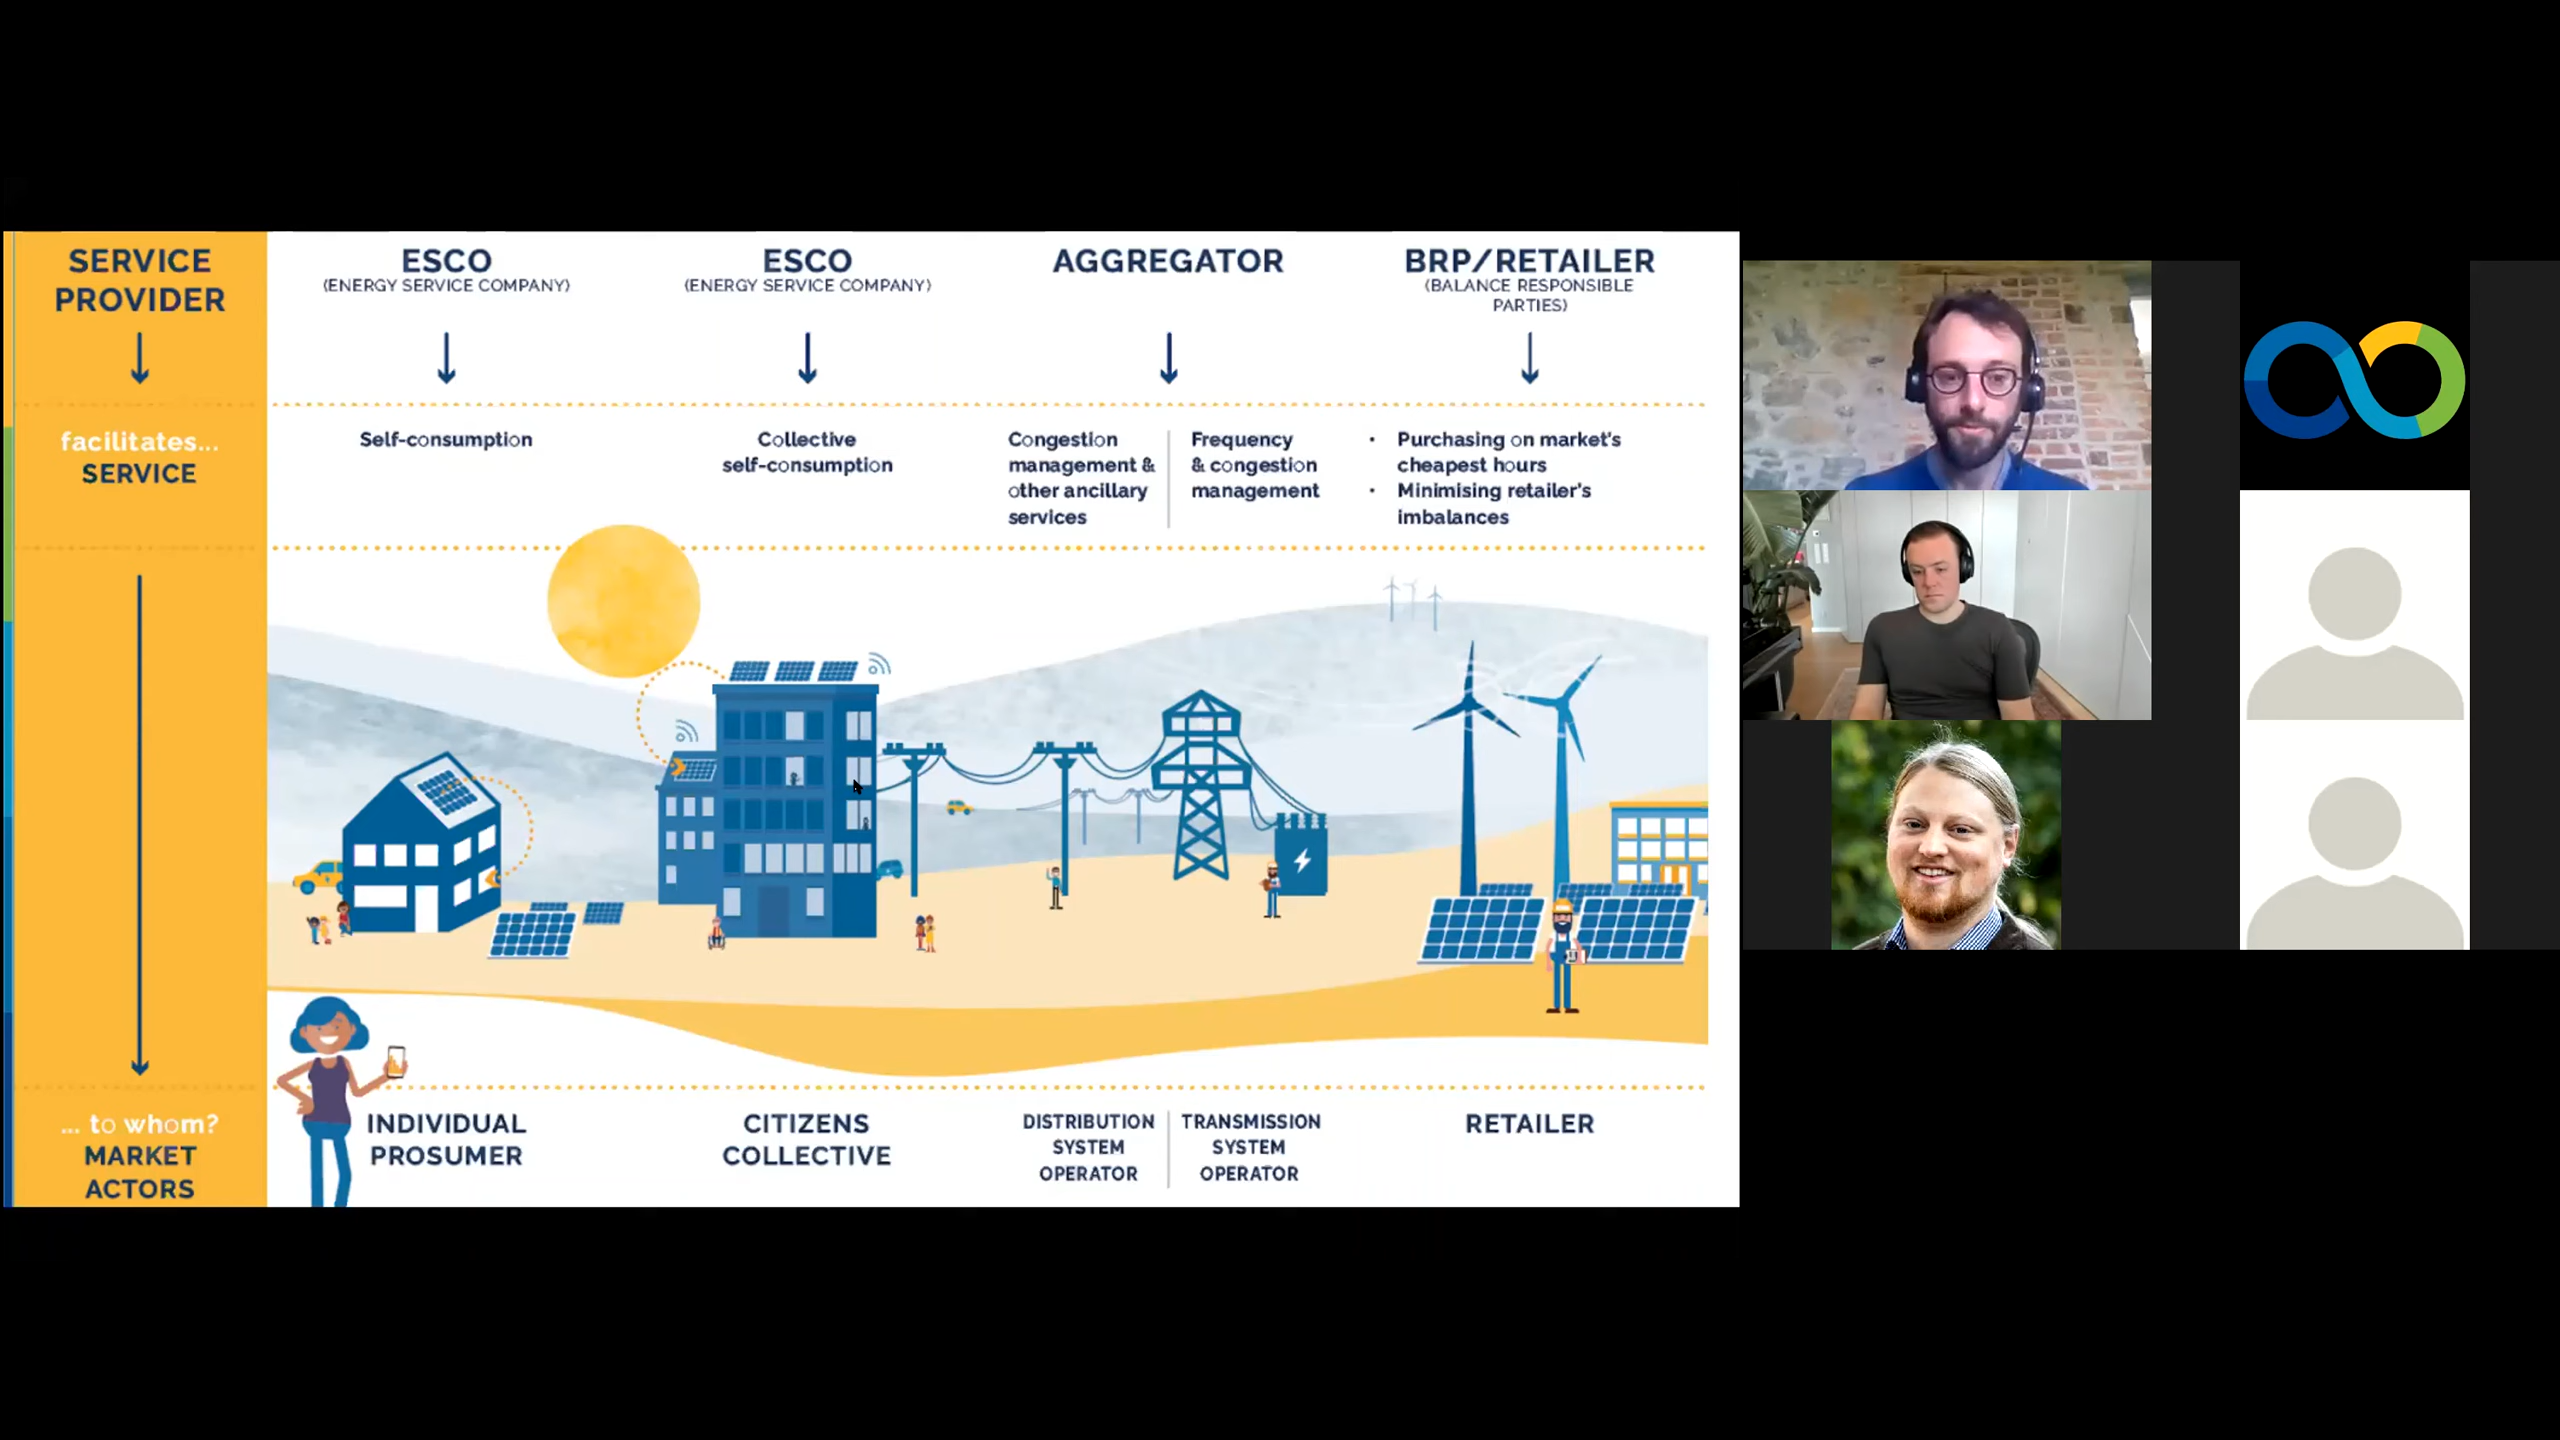 SERVICE
PROVIDER
facilitates...
SERVICE
... to whom?
MARKET
ACTORS
ESCO
(ENERGY SERVICE COMPANY)
Self-consumption
INDIVIDUAL
PROSUMER
ESCO
(ENERGY SERVICE COMPANY)
Collective
self-consumption
CITIZENS
COLLECTIVE
AGGREGATOR
Congestion
management &
other ancillary
services
Frequency
& congestion
management
DISTRIBUTION
SYSTEM
OPERATOR
TRANSMISSION
SYSTEM
OPERATOR
BRP/RETAILER
(BALANCE RESPONSIBLE
PARTIES)
• Purchasing on market's
cheapest hours
• Minimising retailer's
imbalances
RETAILER